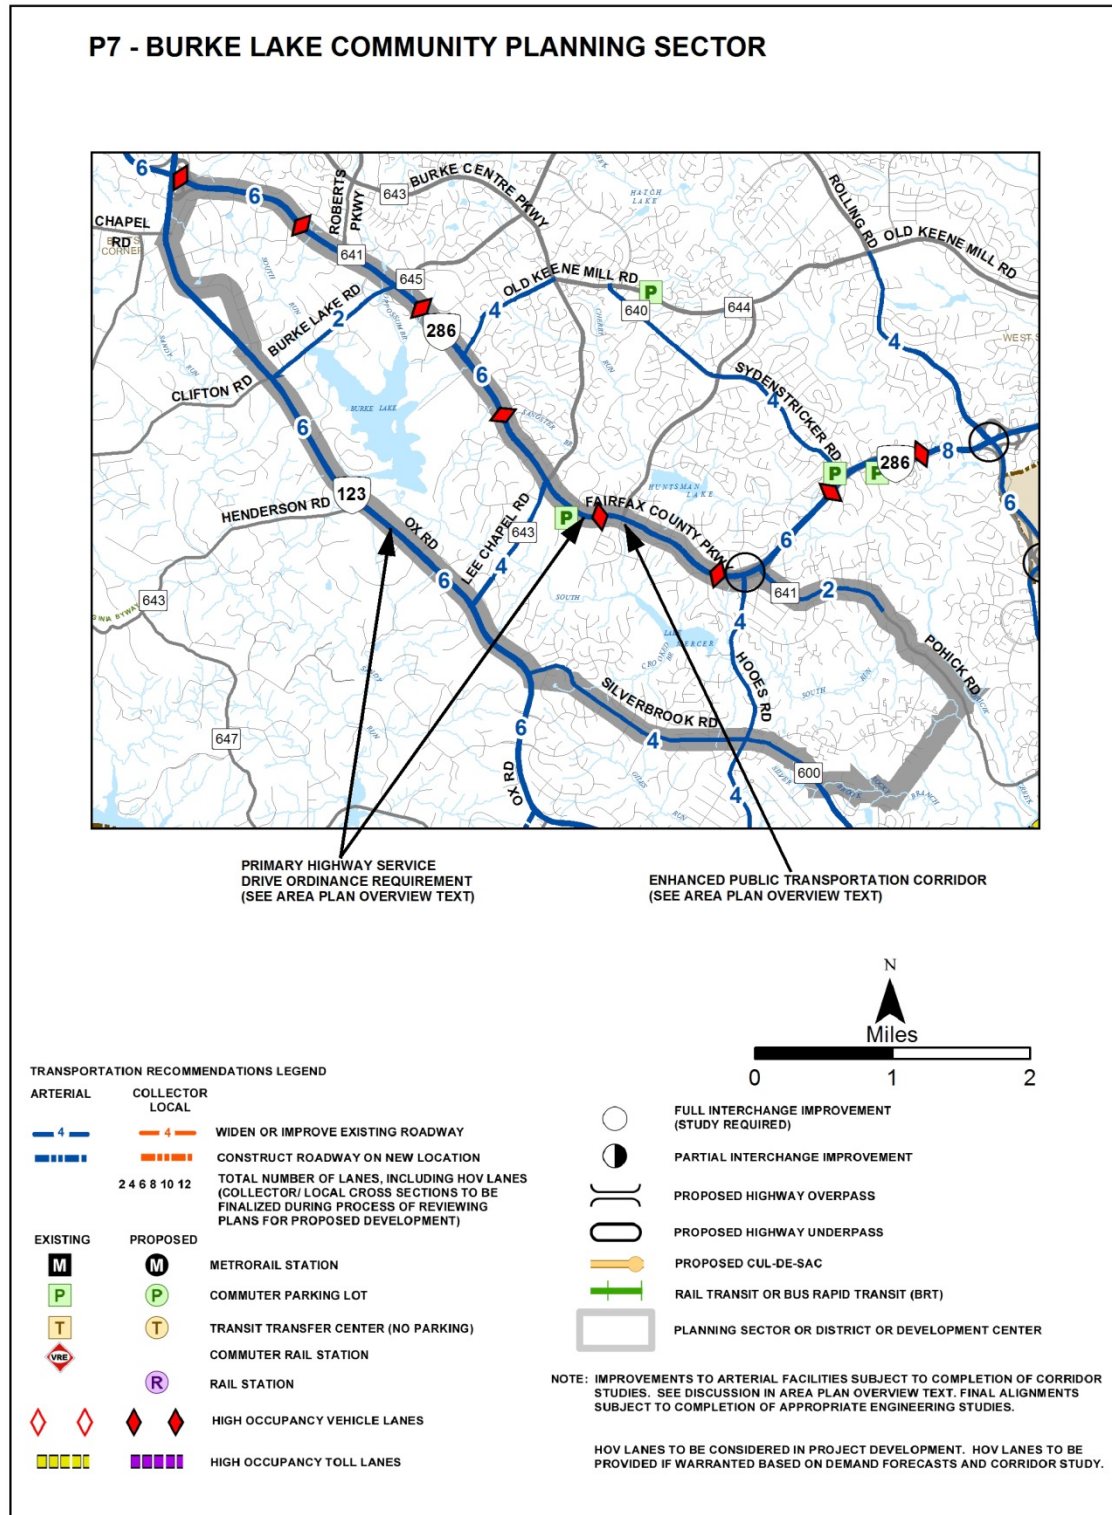 P7 - BURKE LAKE COMMUNITY PLANNING SECTOR
6
6
CHAPEL
RD
ROBERTS
PKWY
643
BURKE CENTRE PKWY
HATCH
LAKE
ROLLING RD
OLD KEENE MILL RD
641
645
OLD KEENE MILL RD
P
640
644
BURKE LAKE RD
2
286
4
4
CLIFTON RD
BURKE LAKE
6
6
SYDENSTRICKER RD
4
P
P
286
8
6
HENDERSON RD
123
OX RD
LEE CHAPEL RD
643
P
FAIRFAX COUNTY PKWY
HUNTSMAN
LAKE
6
4
6
4
641
2
643
SOUTH
LAKE
MERCER
HOOES RD
POHICK RD
SOUTH
RUN
SILVERBROOK RD
647
OX RD
6
4
4
600
PRIMARY HIGHWAY SERVICE
DRIVE ORDINANCE REQUIREMENT
(SEE AREA PLAN OVERVIEW TEXT)
ENHANCED PUBLIC TRANSPORTATION CORRIDOR
(SEE AREA PLAN OVERVIEW TEXT)
N
Miles
0 1 2
TRANSPORTATION RECOMMENDATIONS LEGEND
ARTERIAL COLLECTOR
LOCAL
4 4 WIDEN OR IMPROVE EXISTING ROADWAY
CONSTRUCT ROADWAY ON NEW LOCATION
2 4 6 8 10 12 TOTAL NUMBER OF LANES, INCLUDING HOV LANES
(COLLECTOR/ LOCAL CROSS SECTIONS TO BE
FINALIZED DURING PROCESS OF REVIEWING
PLANS FOR PROPOSED DEVELOPMENT)
EXISTING PROPOSED
M M METRORAIL STATION
P P COMMUTER PARKING LOT
T T TRANSIT TRANSFER CENTER (NO PARKING)
VRE COMMUTER RAIL STATION
R RAIL STATION
HIGH OCCUPANCY VEHICLE LANES
HIGH OCCUPANCY TOLL LANES
FULL INTERCHANGE IMPROVEMENT
(STUDY REQUIRED)
PARTIAL INTERCHANGE IMPROVEMENT
PROPOSED HIGHWAY OVERPASS
PROPOSED HIGHWAY UNDERPASS
PROPOSED CUL-DE-SAC
RAIL TRANSIT OR BUS RAPID TRANSIT (BRT)
PLANNING SECTOR OR DISTRICT OR DEVELOPMENT CENTER
NOTE: IMPROVEMENTS TO ARTERIAL FACILITIES SUBJECT TO COMPLETION OF CORRIDOR
STUDIES. SEE DISCUSSION IN AREA PLAN OVERVIEW TEXT. FINAL ALIGNMENTS
SUBJECT TO COMPLETION OF APPROPRIATE ENGINEERING STUDIES.
HOV LANES TO BE CONSIDERED IN PROJECT DEVELOPMENT. HOV LANES TO BE
PROVIDED IF WARRANTED BASED ON DEMAND FORECASTS AND CORRIDOR STUDY.